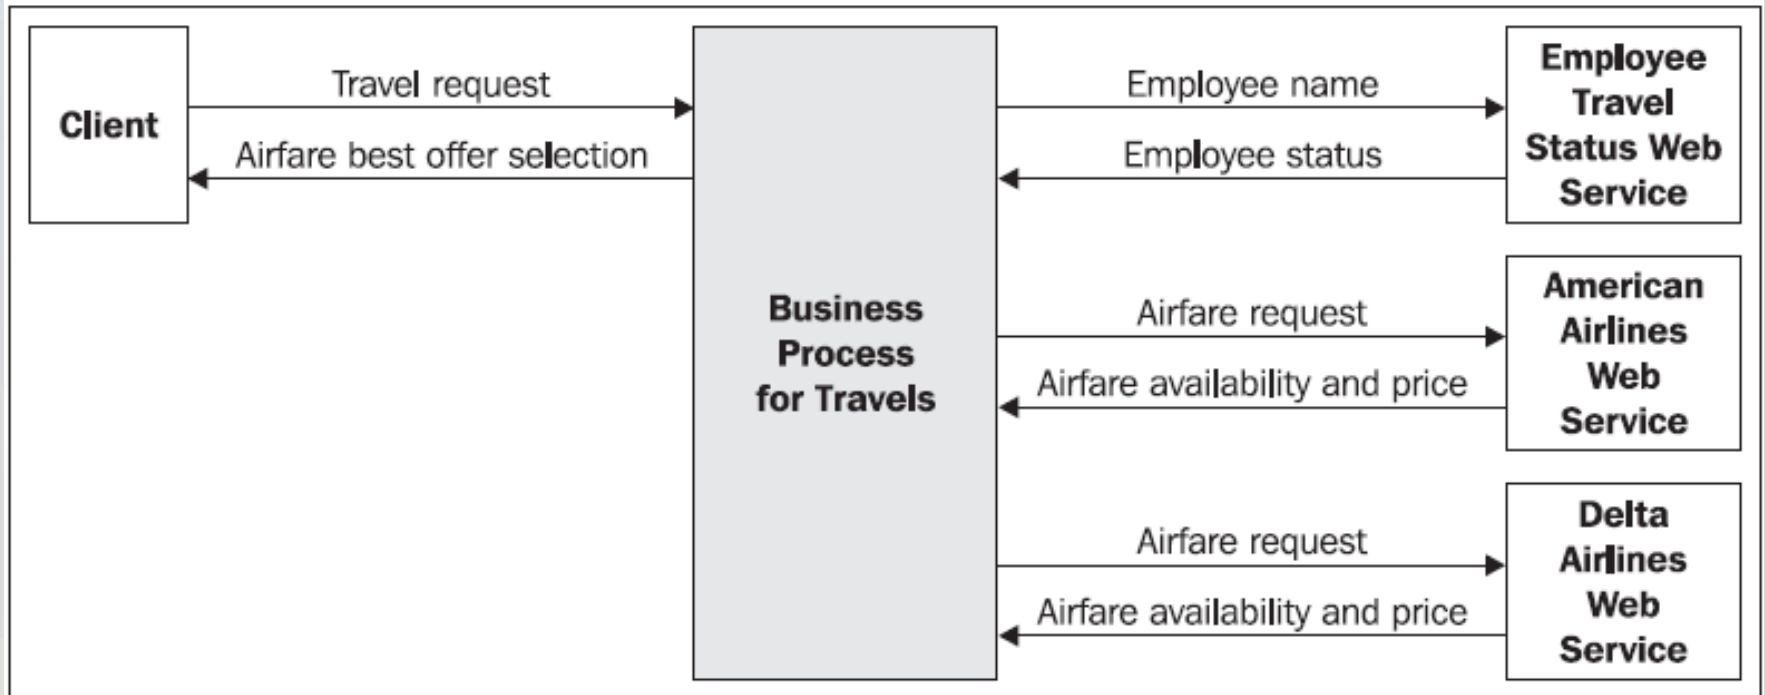 Client
Travel request
Airfare best offer selection
Business
Process
for Travels
Employee name
Employee status
Employee
Travel
Status Web
Service
Airfare request
Airfare availability and price
American
Airlines
Web
Service
Airfare request
Airfare availability and price
Delta
Airlines
Web
Service